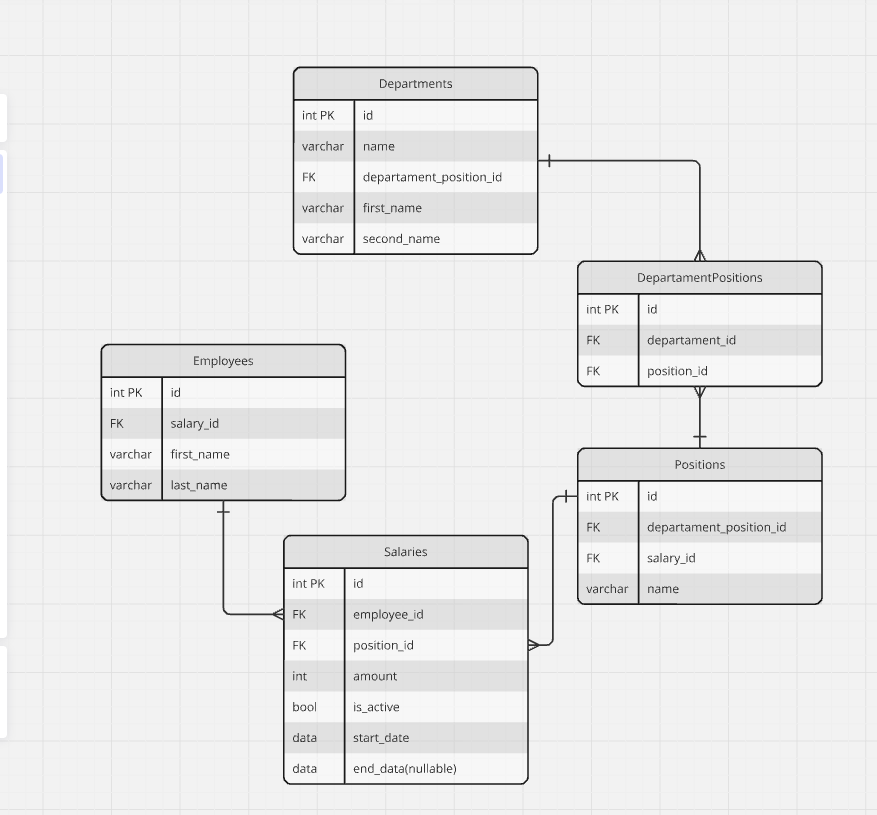 Departments
int PK id
varchar name
FK departament_position_id
varchar first_name
varchar second_name
DepartamentPositions
int PK id
FK departament_id
FK position_id
Employees
int PK id
FK salary_id
varchar first_name
varchar last_name
Positions
int PK id
FK departament_position_id
FK salary_id
varchar name
Salaries
int PK id
FK employee_id
FK position_id
int amount
bool is_active
data start_date
data end_data(nullable)